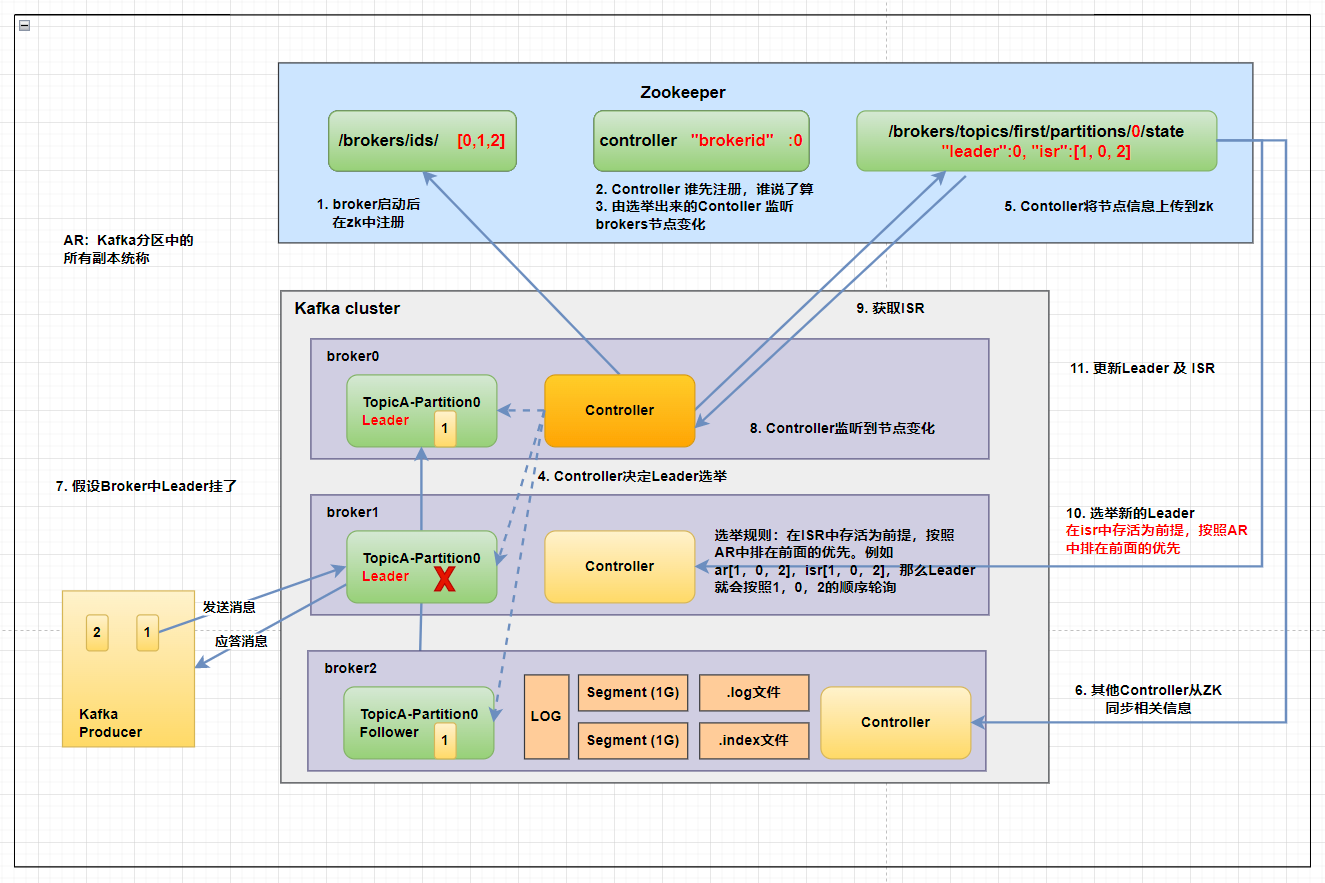 Zookeeper
/brokers/ids/ [0,1,2]
controller "brokerid" :0
/brokers/topics/first/partitions/0/state
"leader":0, "isr":[1, 0, 2]
1. broker启动后
在zk中注册
2. Controller 谁先注册，谁说了算
3. 由选举出来的Contoller 监听
brokers节点变化
5. Contoller将节点信息上传到zk
AR：Kafka分区中的
所有副本统称
Kafka cluster
9. 获取ISR
broker0
TopicA-Partition0
Leader
1
Controller
8. Controller监听到节点变化
11. 更新Leader 及 ISR
4. Controller决定Leader选举
7. 假设Broker中Leader挂了
broker1
TopicA-Partition0
Leader
X
Controller
选举规则：在ISR中存活为前提，按照
AR中排在前面的优先。例如
ar[1，0，2]，isr[1，0，2]，那么Leader
就会按照1，0，2的顺序轮询
10. 选举新的Leader
在isr中存活为前提，按照AR
中排在前面的优先
发送消息
应答消息
2
1
Kafka
Producer
broker2
TopicA-Partition0
Follower
1
LOG
Segment (1G)
.log文件
Segment (1G)
.index文件
Controller
6. 其他Controller从ZK
同步相关信息